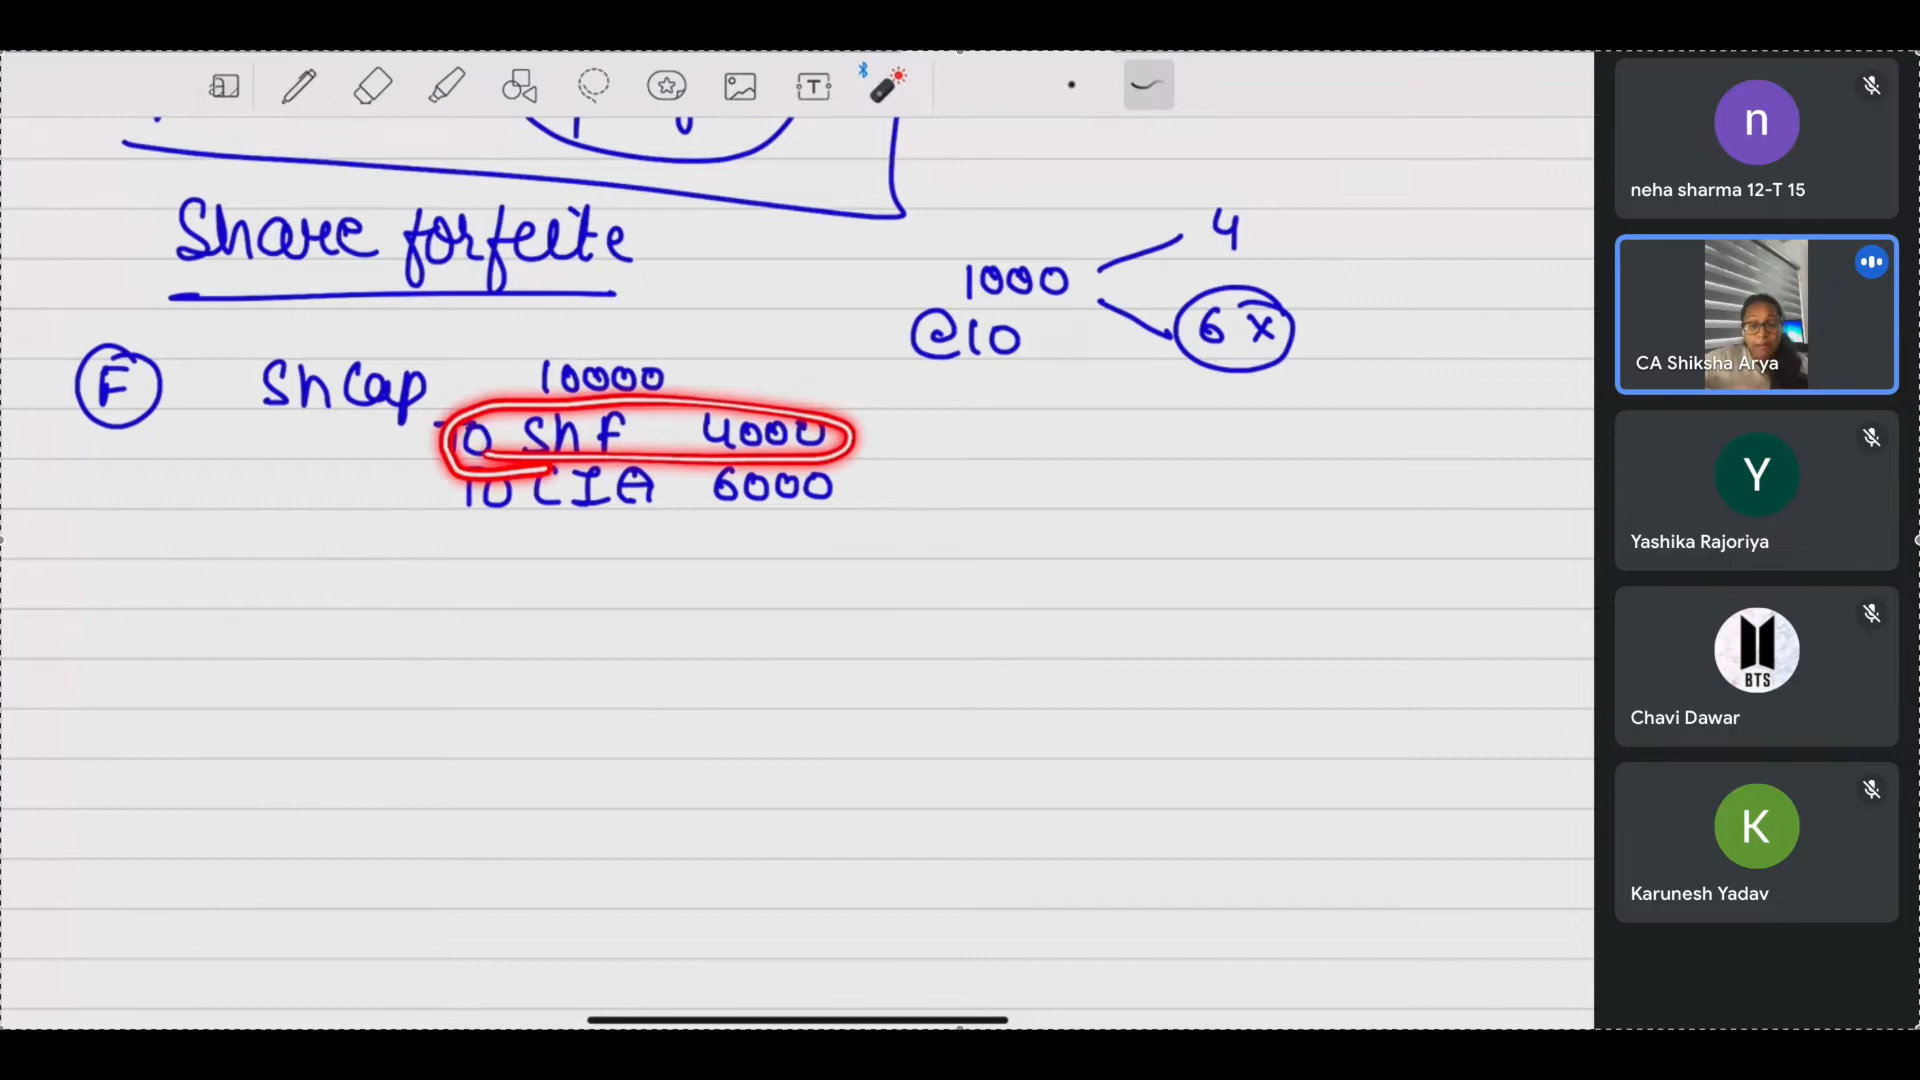 Share forfeite
4
1000
@10
6 x
F
Sh Cap 10000
To Sh F 4000
To CIA 6000
n
neha sharma 12-T 15
CA Shiksha Arya
Y
Yashika Rajoriya
BTS
Chavi Dawar
K
Karunesh Yadav